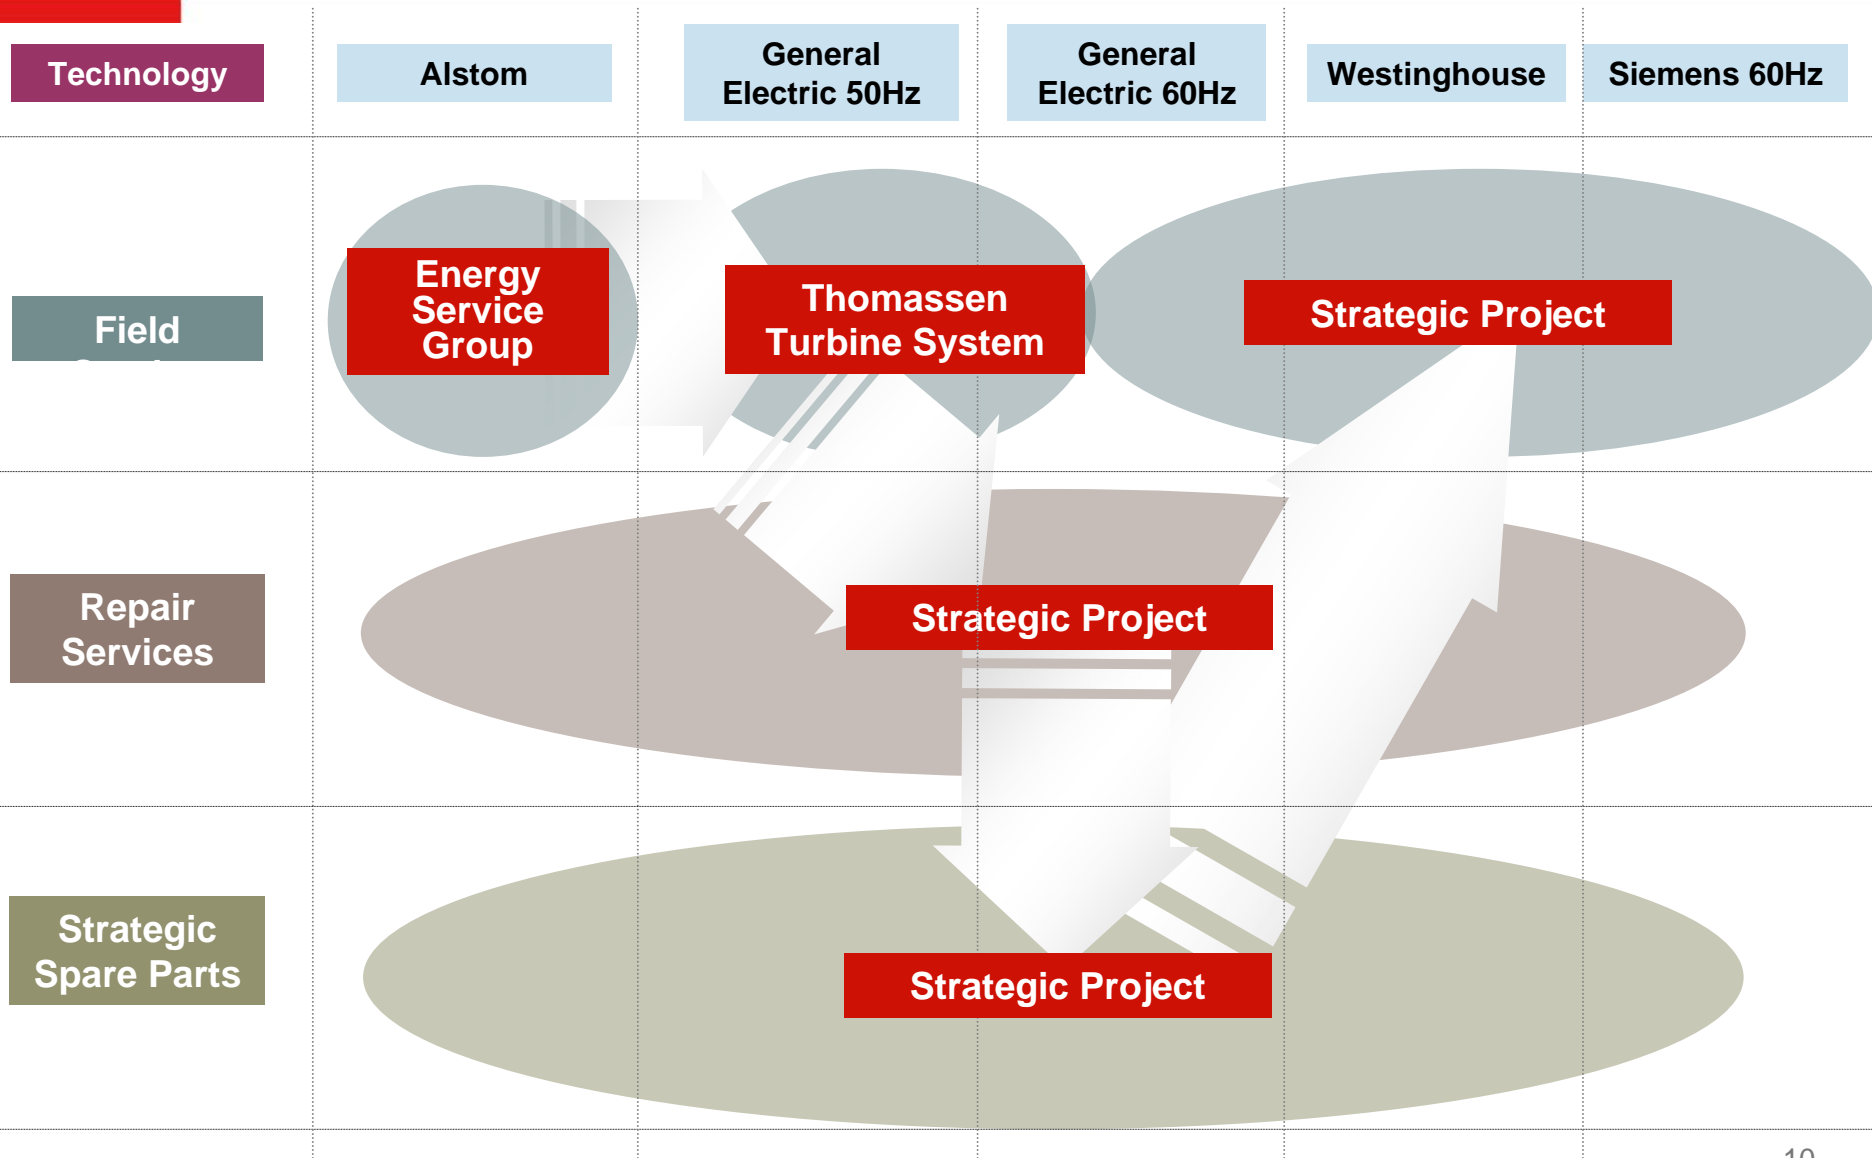 Technology
Alstom
General
Electric 50Hz
General
Electric 60Hz
Westinghouse
Siemens 60Hz
Field
Energy
Service
Group
Thomassen
Turbine System
Strategic Project
Repair
Services
Strategic Project
Strategic
Spare Parts
Strategic Project
10